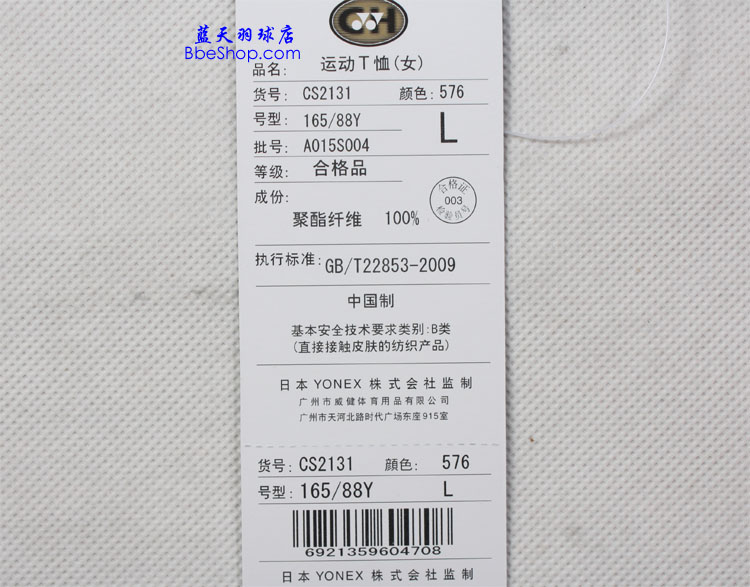 蓝天羽球店
BbeShop.com
CH
品名: 运动T恤(女)
货号: CS2131 颜色: 576
号型: 165/88Y L
批号: A015S004
等级: 合格品
成份:
聚酯纤维 100%
合格证
003
检验员号
执行标准: GB/T22853-2009
中国制
基本安全技术要求类别:B类
(直接接触皮肤的纺织产品)
日本 YONEX 株式会社监制
广州市威健体育用品有限公司
广州市天河北路时代广场东座915室
货号: CS2131 顔色: 576
号型: 165/88Y L
6921359604708
日本 YONEX 株式会社监制